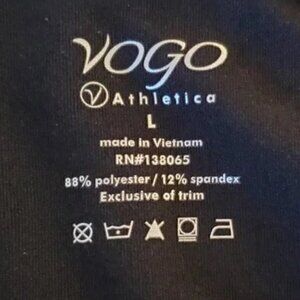 VOGO
Athletica
L
made in Vietnam
RN#138065
88% polyester / 12% spandex
Exclusive of trim